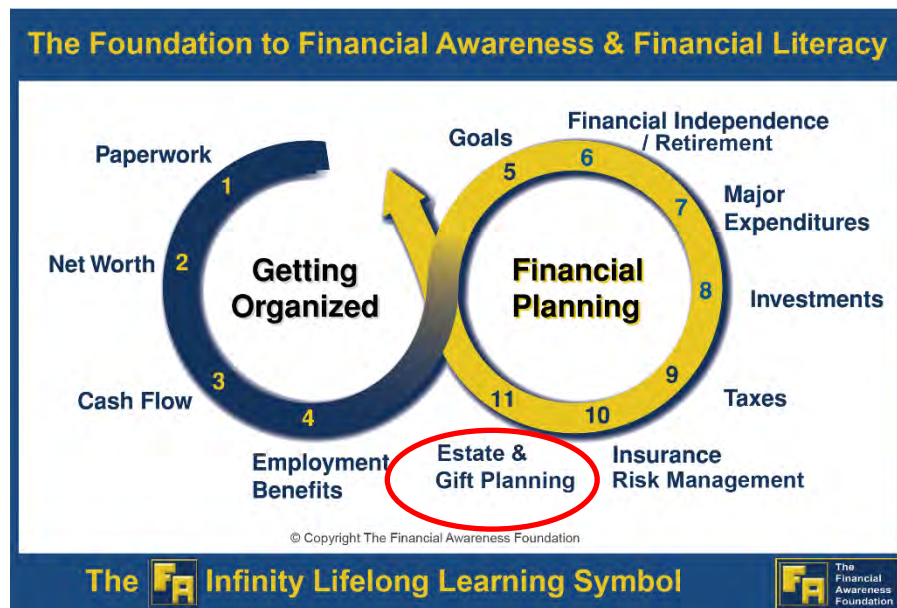 The Foundation to Financial Awareness & Financial Literacy
Paperwork
1
Net Worth
2
Cash Flow
3
4
Employment
Benefits
Getting
Organized
Goals
5
Financial Independence
/ Retirement
6
Major
Expenditures
7
Investments
8
Taxes
9
Insurance
Risk Management
10
Estate &
Gift Planning
11
Financial
Planning
© Copyright The Financial Awareness Foundation
The FA Infinity Lifelong Learning Symbol
FA
The
Financial
Awareness
Foundation